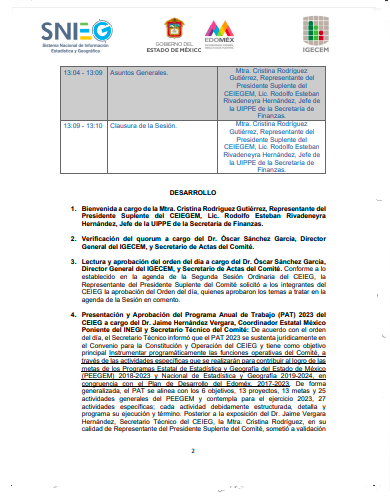 SNIEG
Sistema Nacional de Información
Estadística y Geográfica
GOBIERNO DEL
ESTADO DE MÉXICO
EDOMÉX
IGECEM
13:04 - 13:09 Asuntos Generales. Mtra. Cristina Rodríguez
Gutiérrez, Representante del
Presidente Suplente del
CEIEGEM, Lic. Rodolfo Esteban
Rivadeneyra Hernández, Jefe de
la UIPPE de la Secretaría de
Finanzas.
13:09 - 13:10 Clausura de la Sesión. Mtra. Cristina Rodríguez
Gutiérrez, Representante del
Presidente Suplente del
CEIEGEM, Lic. Rodolfo Esteban
Rivadeneyra Hernández, Jefe de
la UIPPE de la Secretaría de
Finanzas.
DESARROLLO
1. Bienvenida a cargo de la Mtra. Cristina Rodríguez Gutiérrez, Representante del
Presidente Suplente del CEIEGEM, Lic. Rodolfo Esteban Rivadeneyra
Hernández, Jefe de la UIPPE de la Secretaría de Finanzas.
2. Verificación del quorum a cargo del Dr. Óscar Sánchez García, Director
General del IGECEM, y Secretario de Actas del Comité.
3. Lectura y aprobación del orden del día a cargo del Dr. Óscar Sánchez García,
Director General del IGECEM, y Secretario de Actas del Comité. Conforme a lo
establecido en la agenda de la Segunda Sesión Ordinaria del CEIEG, la
Representante del Presidente Suplente del Comité solicitó a los integrantes del
CEIEG la aprobación del Orden del día, quienes aprobaron los temas a tratar en la
agenda de la Sesión en comento.
4. Presentación y Aprobación del Programa Anual de Trabajo (PAT) 2023 del
CEIEG a cargo del Dr. Jaime Hernández Vergara, Coordinador Estatal México
Poniente del INEGI y Secretario Técnico del Comité: De acuerdo con el orden
del día, el Secretario Técnico informó que el PAT 2023 se sustenta jurídicamente en
el Convenio para la Constitución y Operación del CEIEG y tiene como objetivo
principal Instrumentar programáticamente las funciones operativas del Comité, a
través de las actividades específicas que se realizarán para contribuir al logro de las
metas de los Programas Estatal de Estadística y Geografía del Estado de México
(PEEGEM) 2018-2023 y Nacional de Estadística y Geografía 2019-2024, en
congruencia con el Plan de Desarrollo del Edoméx. 2017-2023. De forma
generalizada, el PAT se alinea con los 6 objetivos, 13 proyectos, 13 metas y 25
actividades generales del PEEGEM y contempla para el ejercicio 2023, 27
actividades específicas; cada actividad debidamente estructurada, detalla y
programa su ejecución y término. Posterior a la exposición del Dr. Jaime Vergara
Hernández, Secretario Técnico del CEIEG, la Mtra. Cristina Rodríguez, en su
calidad de Representante del Presidente Suplente del Comité, sometió a validación
2